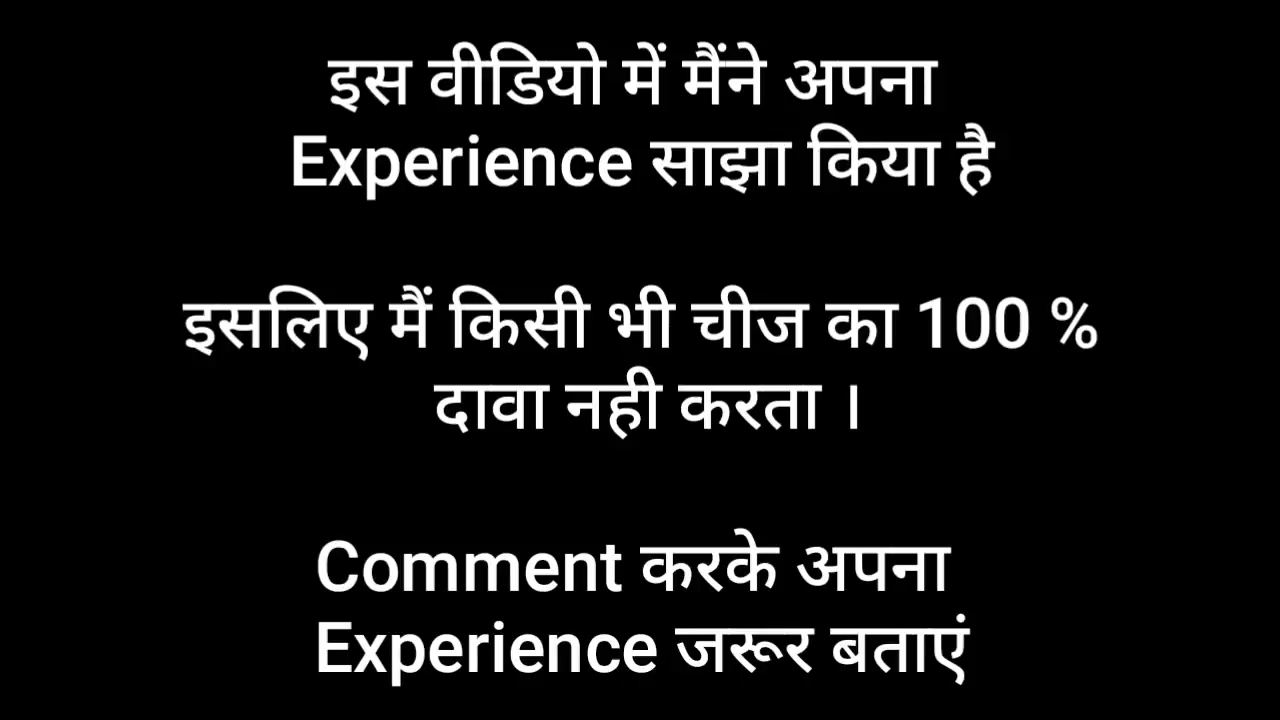 इस वीडियो में मैंने अपना
Experience साझा किया है
इसलिए मैं किसी भी चीज का 100 %
दावा नही करता ।
Comment करके अपना
Experience जरूर बताएं